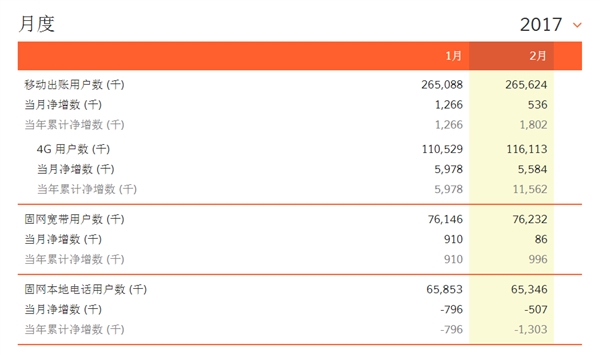 月度 2017
1月 2月
移动出账用户数 (千) 265,088 265,624
当月净增数 (千) 1,266 536
当年累计净增数 (千) 1,266 1,802
4G 用户数 (千) 110,529 116,113
当月净增数 (千) 5,978 5,584
当年累计净增数 (千) 5,978 11,562
固网宽带用户数 (千) 76,146 76,232
当月净增数 (千) 910 86
当年累计净增数 (千) 910 996
固网本地电话用户数 (千) 65,853 65,346
当月净增数 (千) -796 -507
当年累计净增数 (千) -796 -1,303